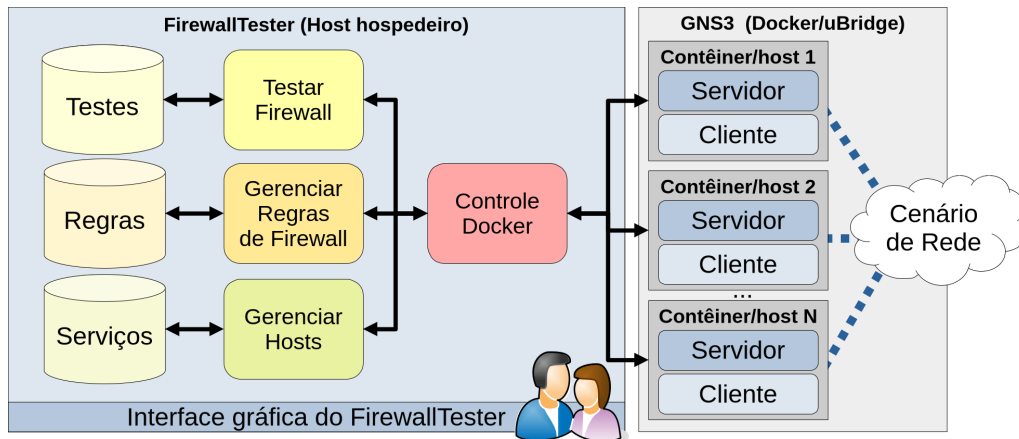 FirewallTester (Host hospedeiro)
Testes
Testar
Firewall
Regras
Gerenciar
Regras
de Firewall
Serviços
Gerenciar
Hosts
Controle
Docker
Interface gráfica do FirewallTester
GNS3 (Docker/uBridge)
Contêiner/host 1
Servidor
Cliente
Contêiner/host 2
Servidor
Cliente
...
Contêiner/host N
Servidor
Cliente
Cenário
de Rede